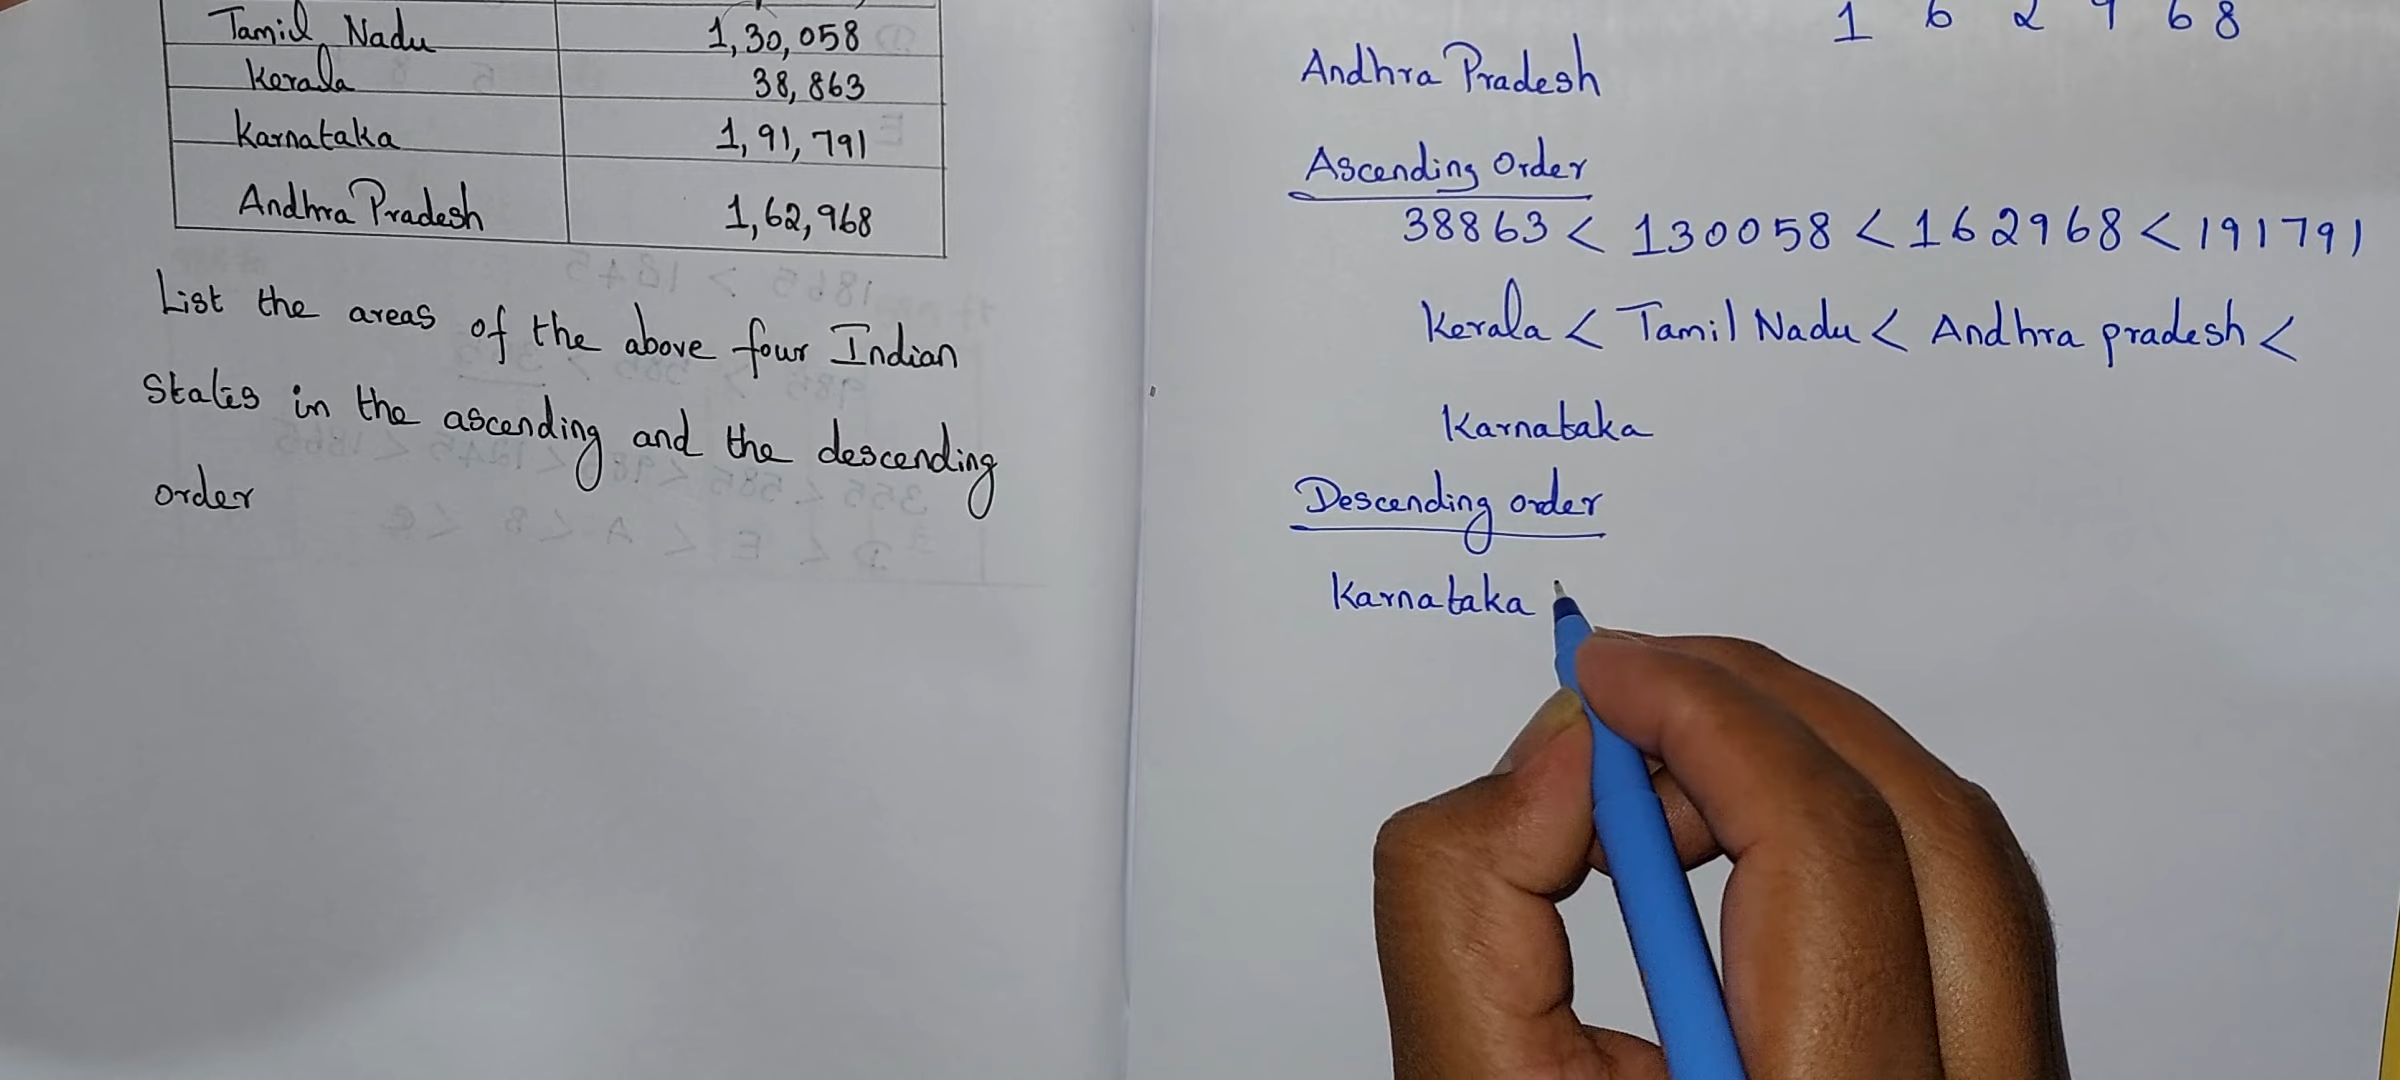 Tamil Nadu 1,30,058
Kerala 38,863
Karnataka 1,91,791
Andhra Pradesh 1,62,968
List the areas of the above four Indian
States in the ascending and the descending
order
1 6 2 9 6 8
Andhra Pradesh
Ascending Order
38863 < 130058 < 162968 < 191791
Kerala < Tamil Nadu < Andhra pradesh <
Karnataka
Descending order
Karnataka